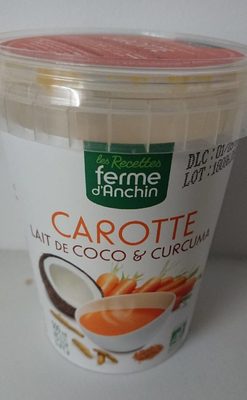 les Recettes
ferme
d'Anchin
DLC:
LOT:
CAROTTE
LAIT DE COCO & CURCUMA